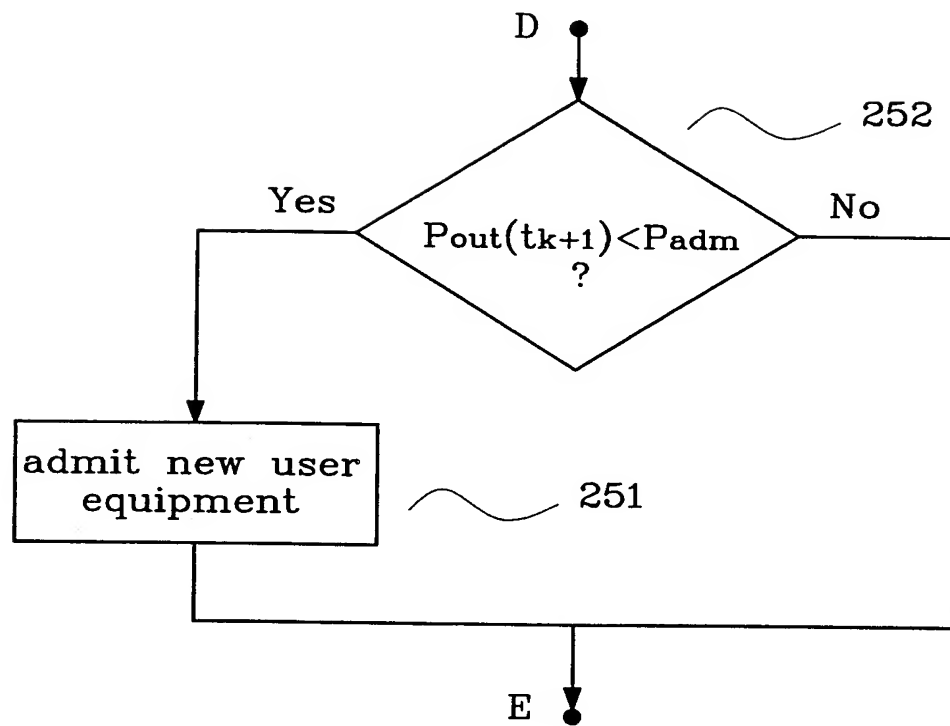 D
252
Yes
No
Pout(tk+1)<Padm
?
admit new user
equipment
251
E